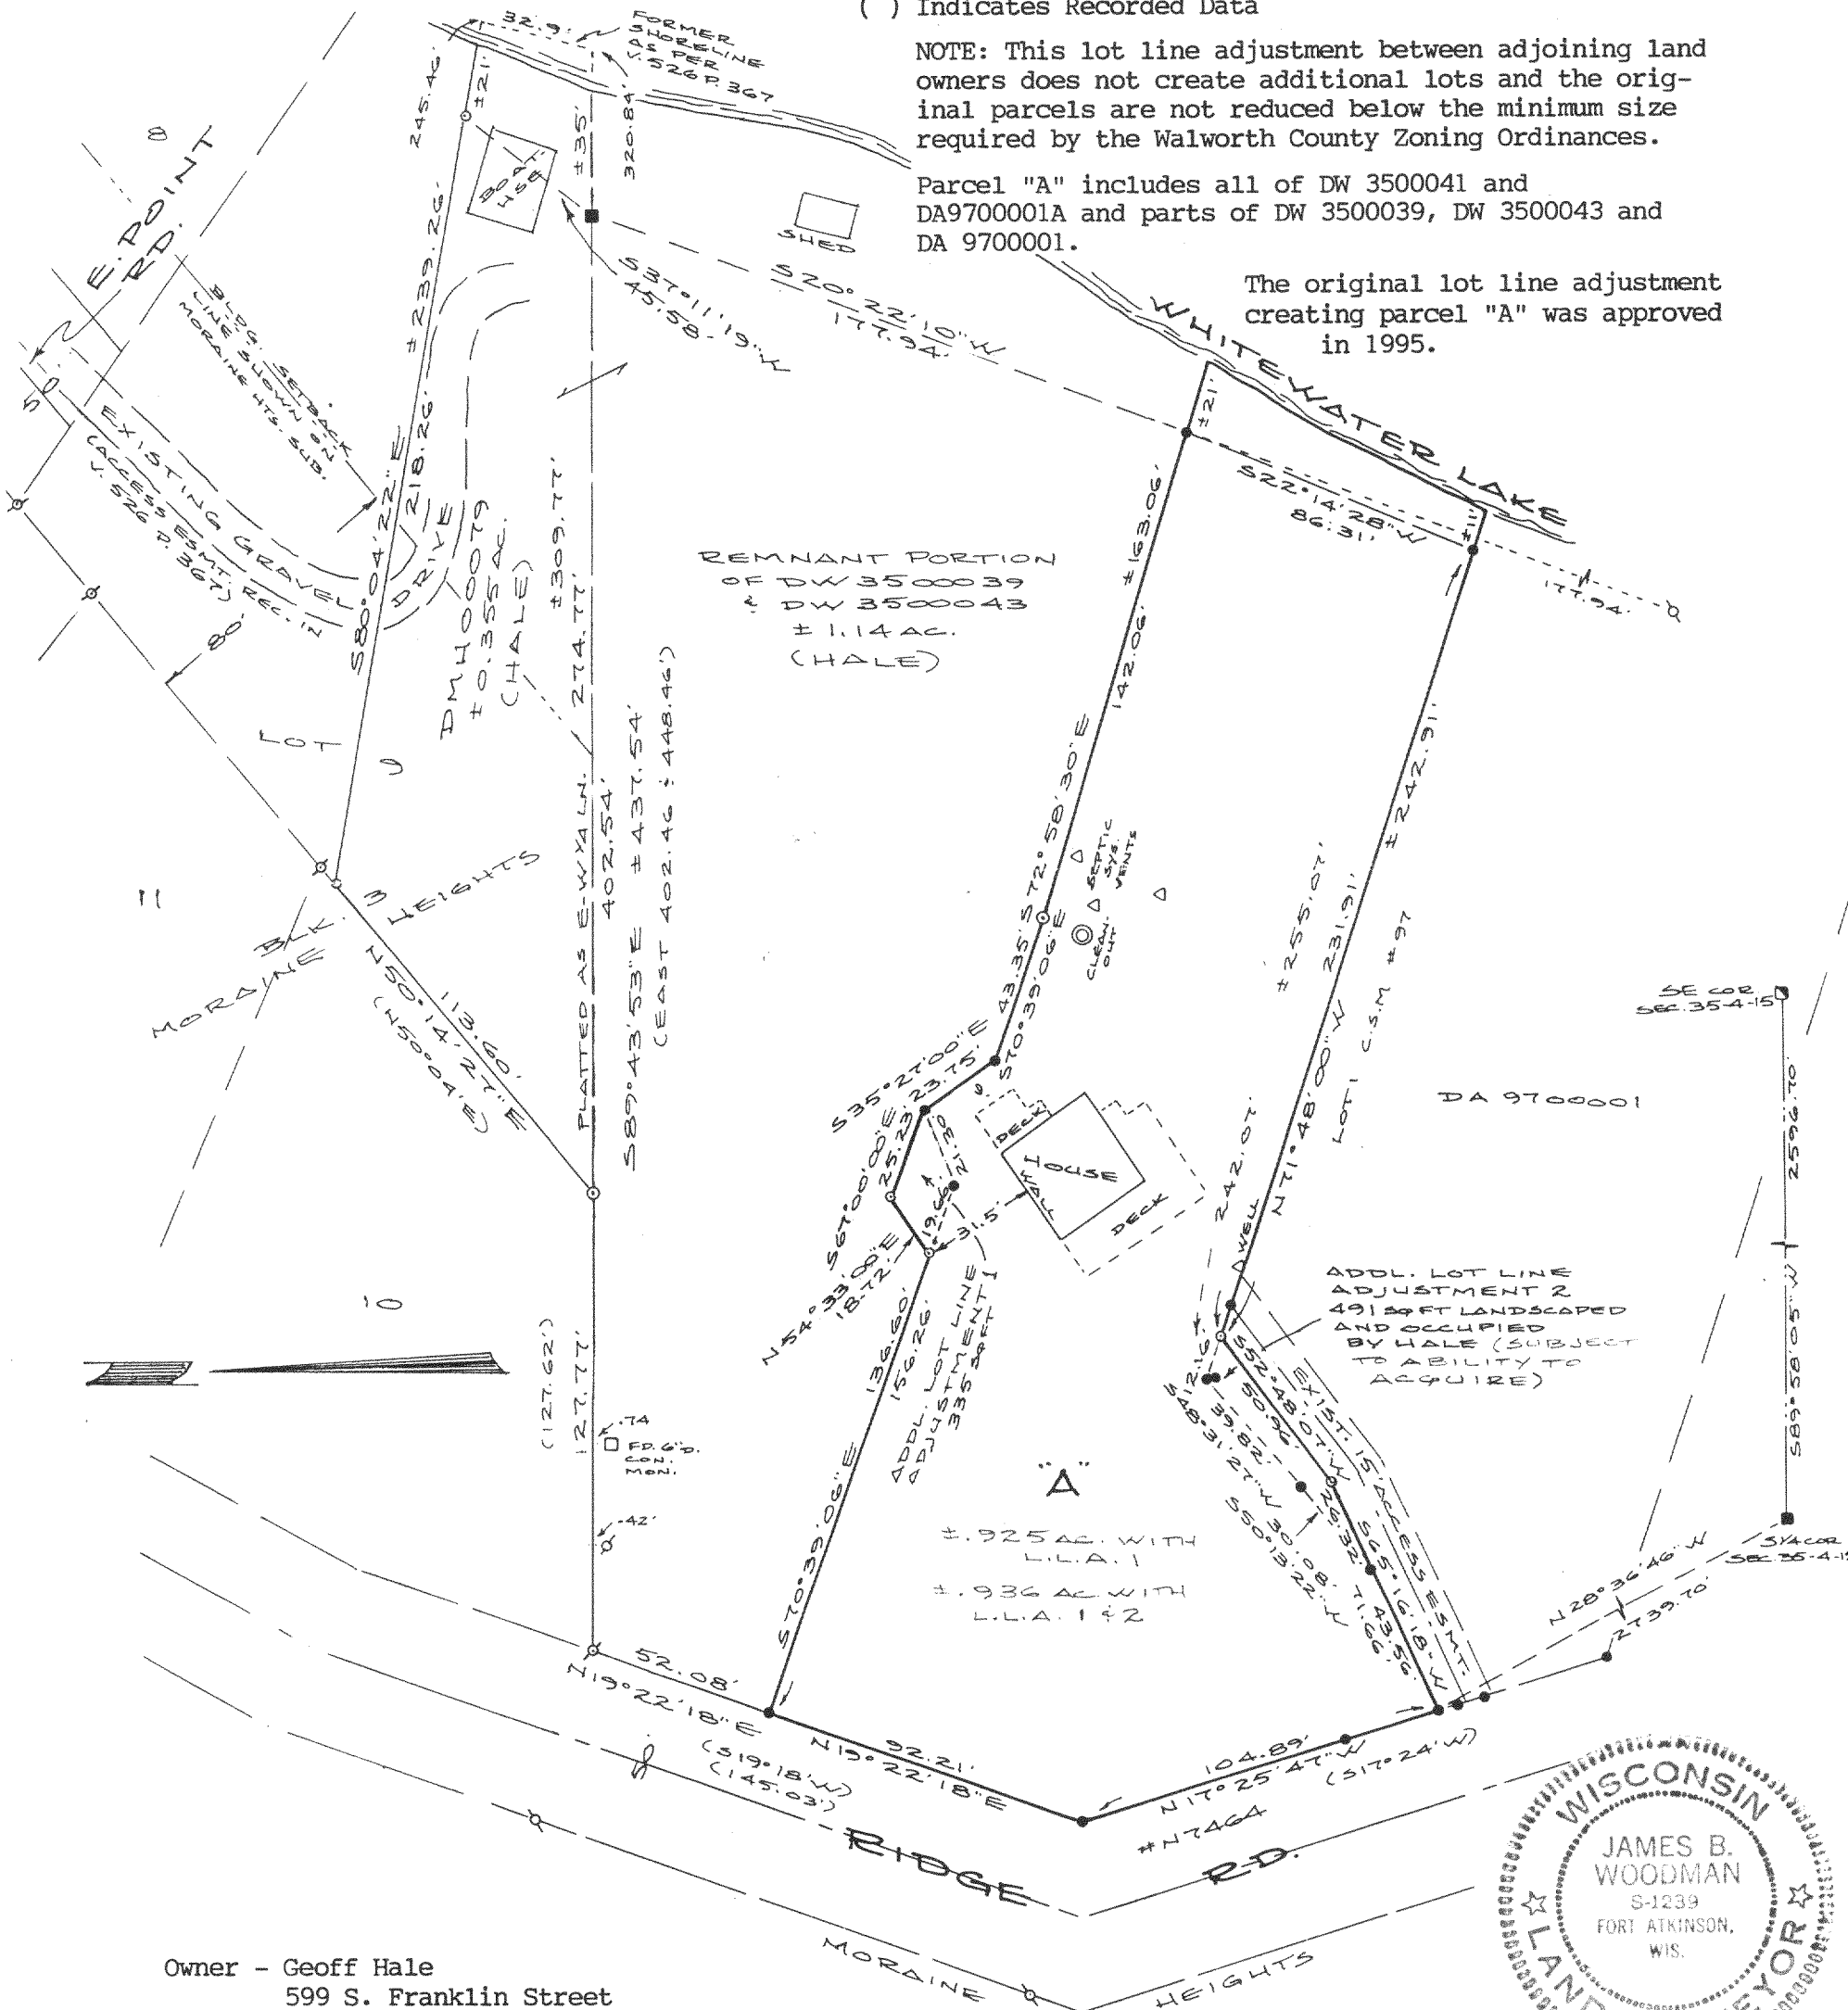 ( ) Indicates Recorded Data
NOTE: This lot line adjustment between adjoining land
owners does not create additional lots and the orig-
inal parcels are not reduced below the minimum size
required by the Walworth County Zoning Ordinances.
Parcel "A" includes all of DW 3500041 and
DA9700001A and parts of DW 3500039, DW 3500043 and
DA 9700001.
The original lot line adjustment
creating parcel "A" was approved
in 1995.
32.9'
FORMER
SHORELINE
AS PER
V. 526 P. 367
245.46'
±21'
±35'
320.84'
8
E. POINT
RD.
BOAT
HSE
SHED
S37°11'19"W
45.58'
S20°22'10"W
177.94'
WHITEWATER LAKE
±21'
S22°14'28"W
86.31'
±11'
177.94'
BLDG. SETBACK
LINE SHOWN ON
MORAINE HTS. SUB.
50'
EXISTING GRAVEL
DRIVE
(ACCESS ESMT. REC. IN
V. 526 P. 367)
80'
±239.26'
S80°04'22"E 218.26'
DMH 00079
±0.355 AC.
(HALE)
±309.77'
274.77'
REMNANT PORTION
OF DW 3500039
& DW 3500043
± 1.14 AC.
(HALE)
±163.06'
142.06'
S72°58'30"E
LOT
9
PLATTED AS E-W 1/4 LN.
402.54'
S89°43'53"E ±437.54'
(EAST 402.46 ÷ 448.46')
11
BLK. 3
MORAINE HEIGHTS
113.60'
N50°14'27"E
(N50°04'E)
SEPTIC
SYS.
VENTS
CLEAN
OUT
43.35'
S70°39'06"E
S35°27'00"E
23.75'
S67°00'00"E
25.23'
21.30'
N54°33'00"E
18.72'
19.66'
31.5'
DECK
HOUSE
WALL
DECK
±255.07'
242.07'
±242.91'
231.91'
N71°48'00"W
LOT 1 C.S.M #97
WELL
DA 9700001
SE COR
SEC. 35-4-15
2596.70'
S89°58'05"W
S1/4 COR
SEC 35-4-15
N28°36'46"W
2739.70'
ADDL. LOT LINE
ADJUSTMENT 2
491 SQ FT LANDSCAPED
AND OCCUPIED
BY HALE (SUBJECT
TO ABILITY TO
ACQUIRE)
10
(127.62')
127.77'
.74
FD. 6"D.
CON.
MON.
.42'
136.60'
156.26'
S70°39'06"E
ADDL. LOT LINE
ADJUSTMENT 1
335 SQ FT
12.16'
S48°31'27"W
39.82'
S52°48'07"W
50.96'
EXIST. 15' ACCESS ESMT.
26.32'
30.08'
S50°13'22"W
71.66'
S65°16'18"W
43.56'
"A"
±.925 AC. WITH
L.L.A. 1
±.936 AC WITH
L.L.A. 1 & 2
52.08'
N19°22'18"E
(S19°18'W)
(145.03')
92.21'
N19°22'18"E
104.89'
N17°25'47"W
(S17°24'W)
#N7464
RIDGE RD.
MORAINE HEIGHTS
Owner - Geoff Hale
599 S. Franklin Street
WISCONSIN
JAMES B.
WOODMAN
S-1239
FORT ATKINSON,
WIS.